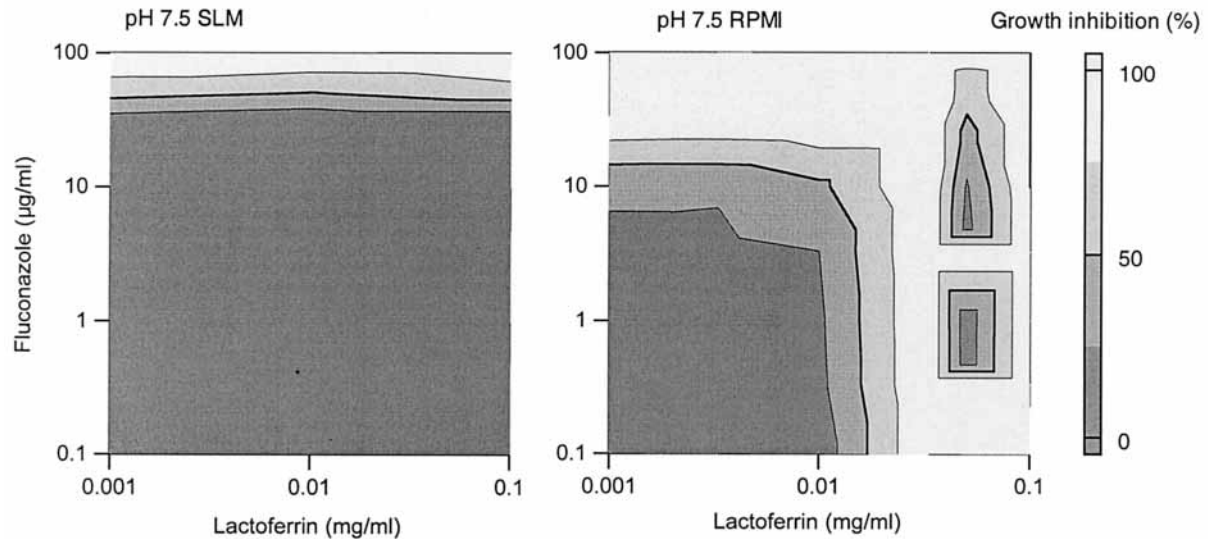 pH 7.5 SLM
pH 7.5 RPMI
Growth inhibition (%)
Fluconazole (µg/ml)
100
10
1
0.1
0.001
0.01
0.1
Lactoferrin (mg/ml)
100
10
1
0.1
0.001
0.01
0.1
Lactoferrin (mg/ml)
100
50
0